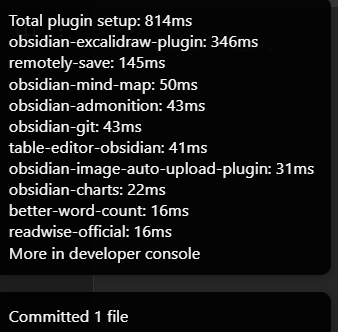 Total plugin setup: 814ms
obsidian-excalidraw-plugin: 346ms
remotely-save: 145ms
obsidian-mind-map: 50ms
obsidian-admonition: 43ms
obsidian-git: 43ms
table-editor-obsidian: 41ms
obsidian-image-auto-upload-plugin: 31ms
obsidian-charts: 22ms
better-word-count: 16ms
readwise-official: 16ms
More in developer console
Committed 1 file